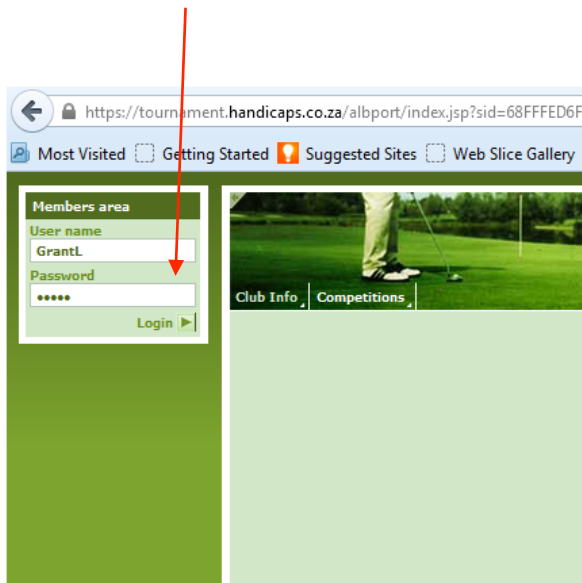 https://tournament.handicaps.co.za/albport/index.jsp?sid=68FFFED6F
Most Visited Getting Started Suggested Sites Web Slice Gallery
Members area
User name
GrantL
Password
•••••
Login
Club Info Competitions